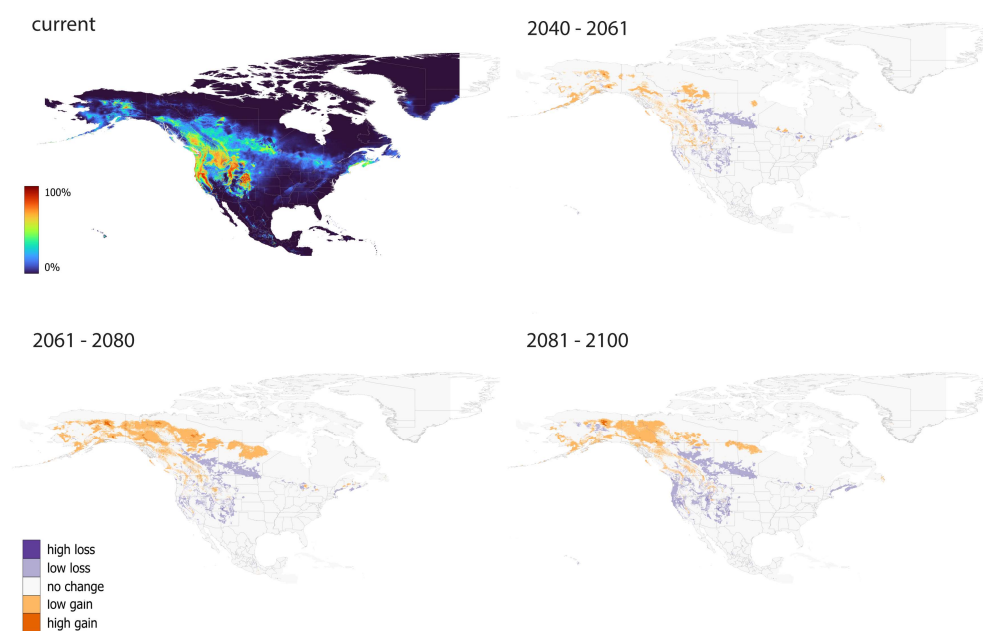 current
2040 - 2061
100%
0%
2061 - 2080
2081 - 2100
high loss
low loss
no change
low gain
high gain